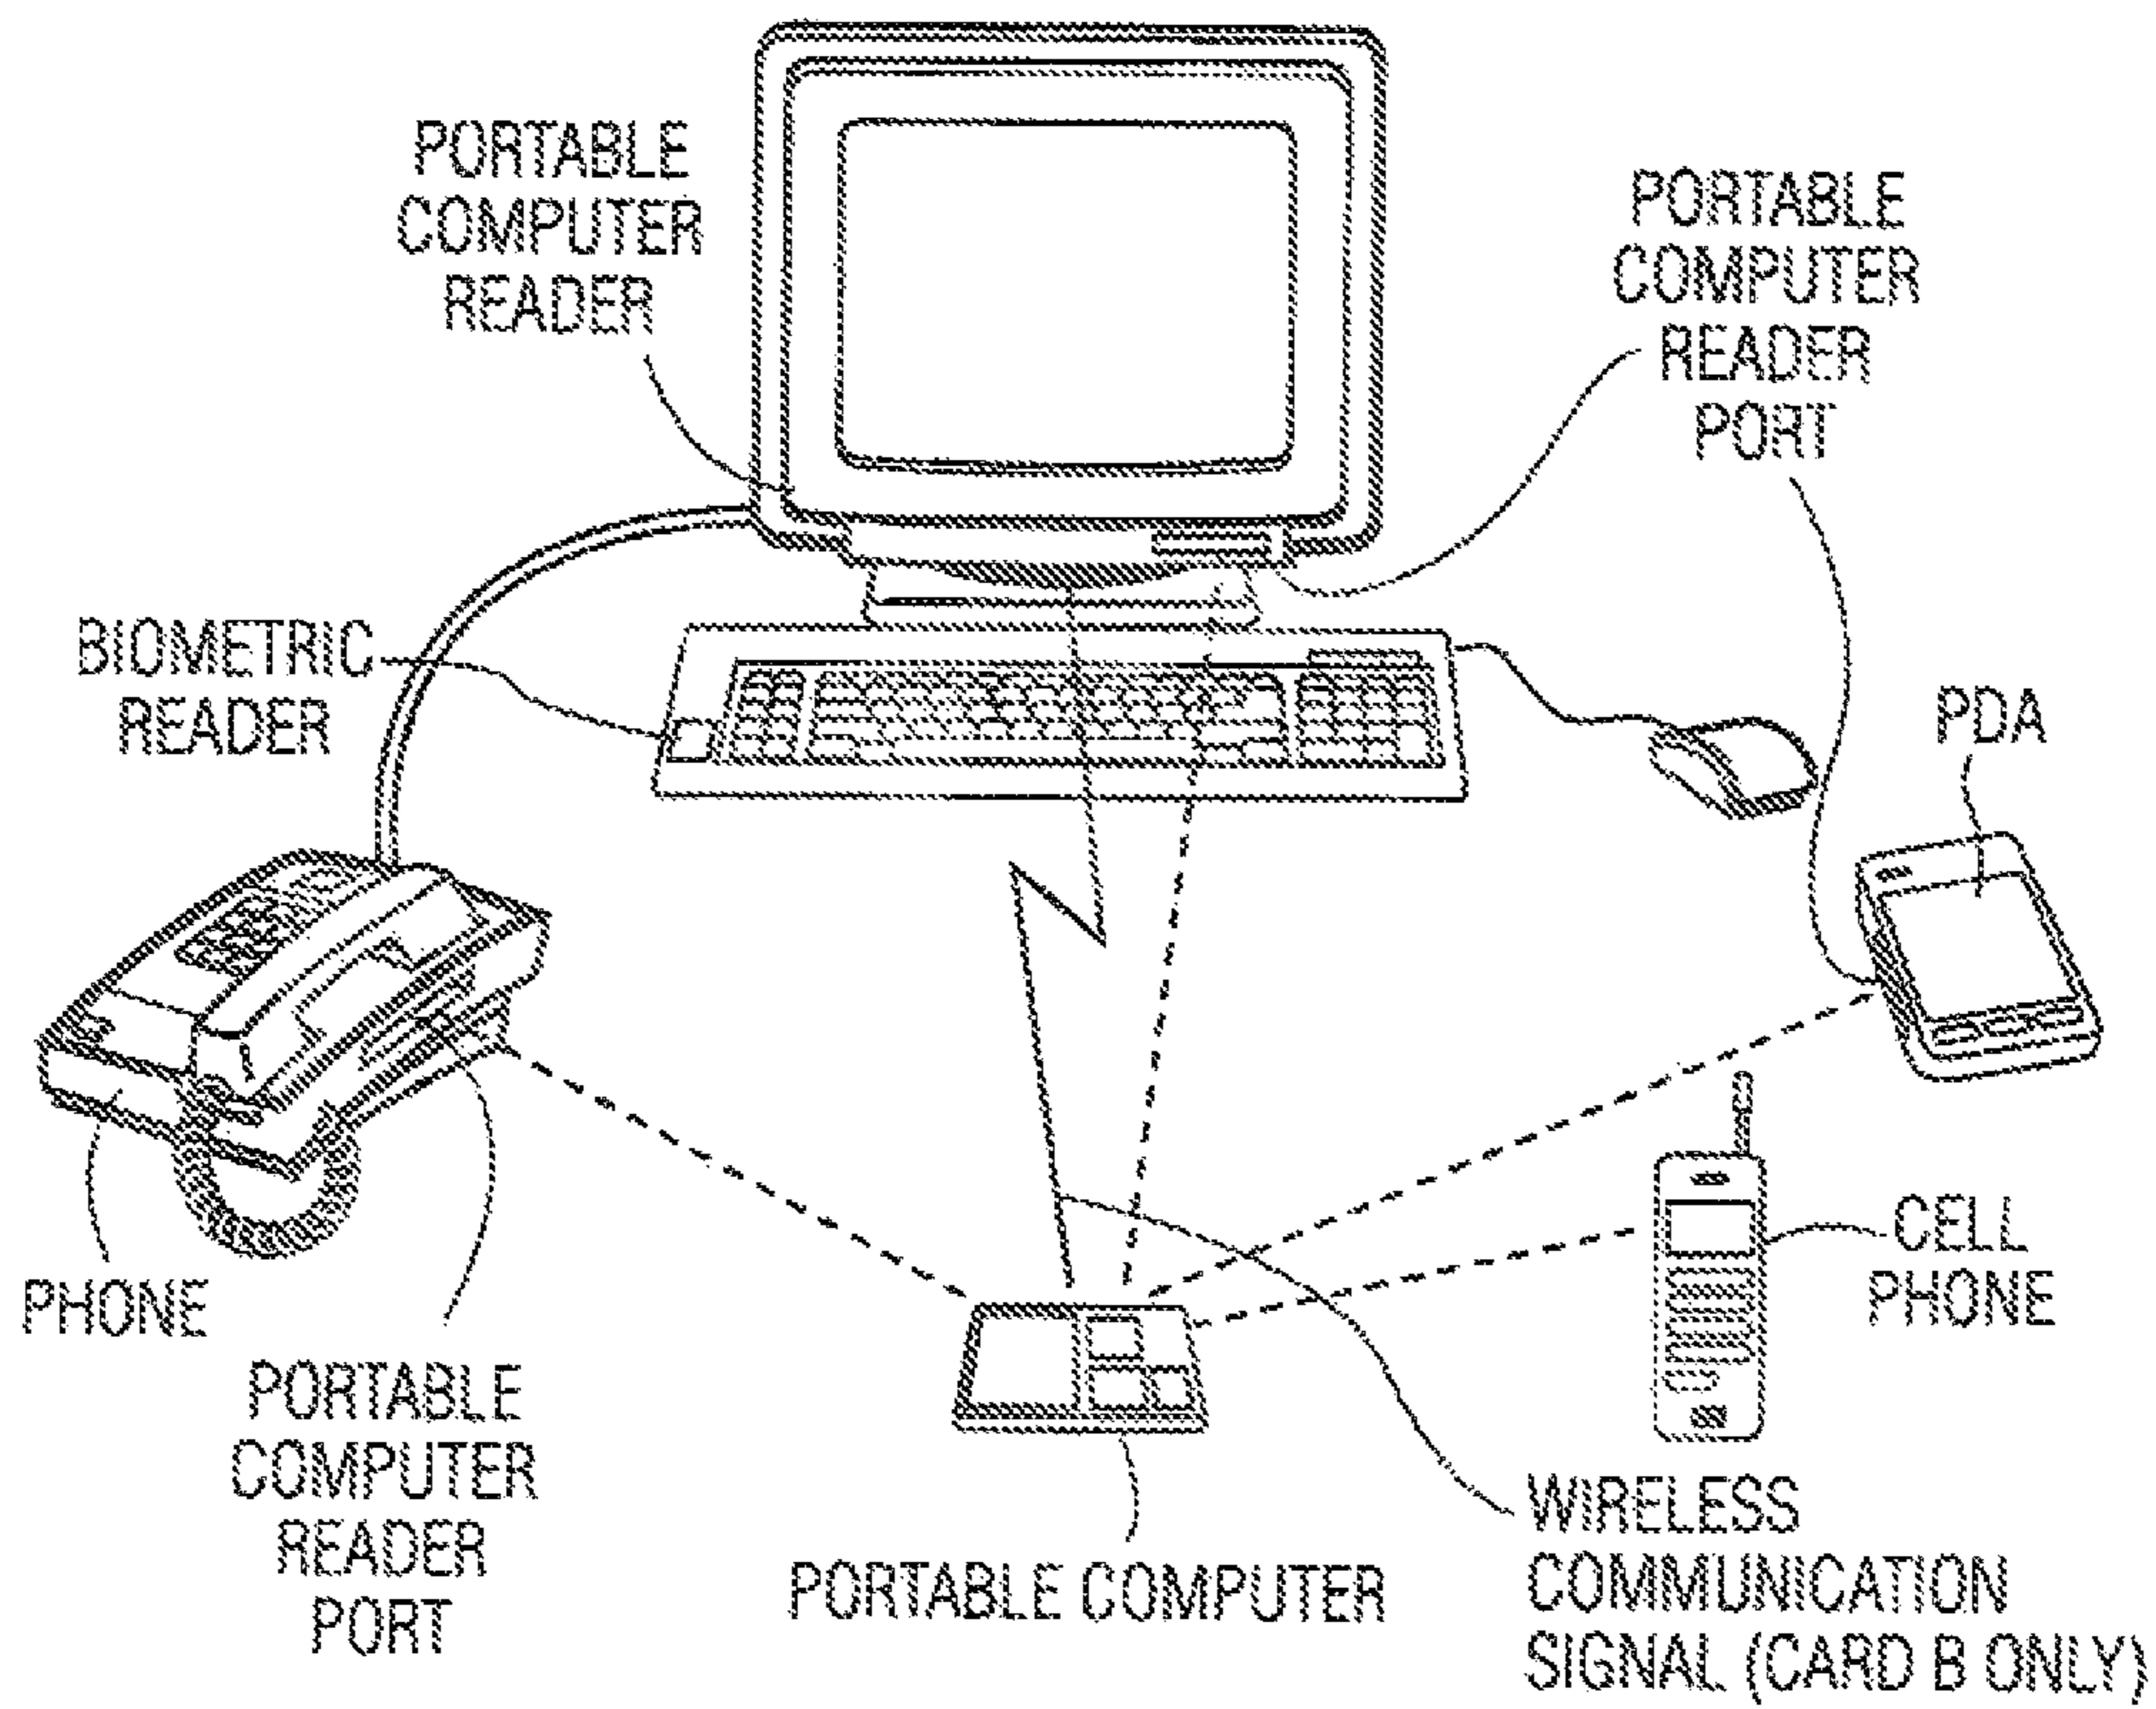 PORTABLE
COMPUTER
READER
PORTABLE
COMPUTER
READER
PORT
BIOMETRIC
READER
PDA
PHONE
CELL
PHONE
PORTABLE
COMPUTER
READER
PORT
PORTABLE COMPUTER
WIRELESS
COMMUNICATION
SIGNAL (CARD B ONLY)